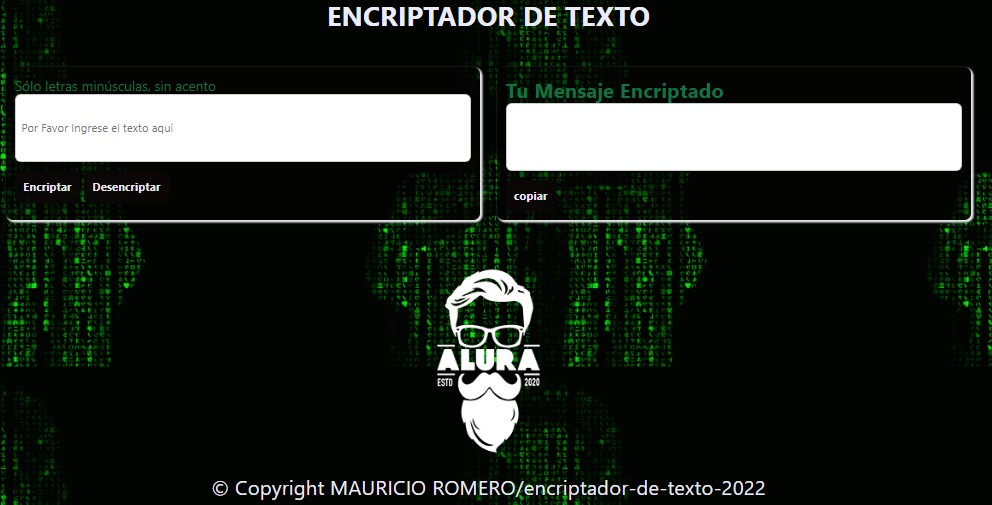 ENCRIPTADOR DE TEXTO
Sólo letras minúsculas, sin acento
Por Favor Ingrese el texto aqui
Encriptar Desencriptar
Tu Mensaje Encriptado
copiar
ALURA
ESTD 2020
© Copyright MAURICIO ROMERO/encriptador-de-texto-2022